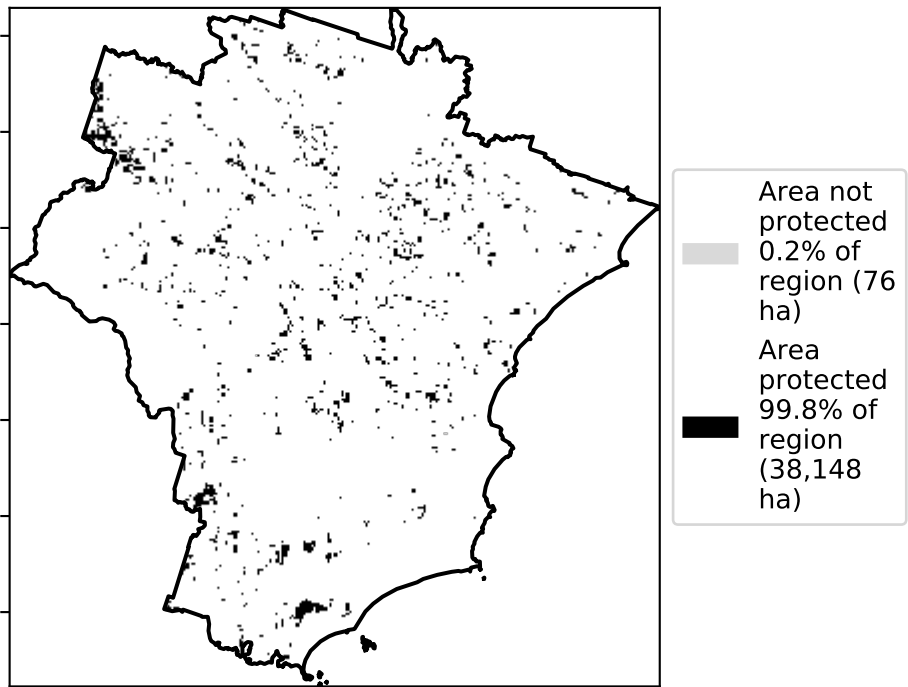 Area not
protected
0.2% of
region (76
ha)
Area
protected
99.8% of
region
(38,148
ha)